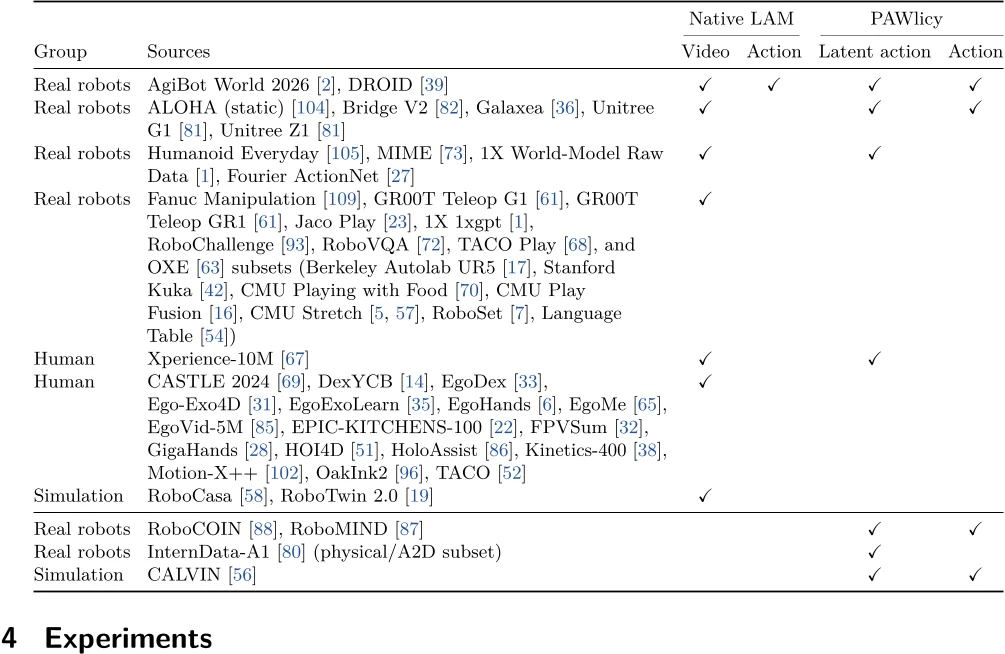 Native LAM PAWlicy
Group Sources Video Action Latent action Action
Real robots AgiBot World 2026 [2], DROID [39] ✓ ✓ ✓ ✓
Real robots ALOHA (static) [104], Bridge V2 [82], Galaxea [36], Unitree ✓ ✓ ✓
G1 [81], Unitree Z1 [81]
Real robots Humanoid Everyday [105], MIME [73], 1X World-Model Raw ✓ ✓
Data [1], Fourier ActionNet [27]
Real robots Fanuc Manipulation [109], GR00T Teleop G1 [61], GR00T ✓
Teleop GR1 [61], Jaco Play [23], 1X 1xgpt [1],
RoboChallenge [93], RoboVQA [72], TACO Play [68], and
OXE [63] subsets (Berkeley Autolab UR5 [17], Stanford
Kuka [42], CMU Playing with Food [70], CMU Play
Fusion [16], CMU Stretch [5, 57], RoboSet [7], Language
Table [54])
Human Xperience-10M [67] ✓ ✓
Human CASTLE 2024 [69], DexYCB [14], EgoDex [33], ✓
Ego-Exo4D [31], EgoExoLearn [35], EgoHands [6], EgoMe [65],
EgoVid-5M [85], EPIC-KITCHENS-100 [22], FPVSum [32],
GigaHands [28], HOI4D [51], HoloAssist [86], Kinetics-400 [38],
Motion-X++ [102], OakInk2 [96], TACO [52]
Simulation RoboCasa [58], RoboTwin 2.0 [19] ✓
Real robots RoboCOIN [88], RoboMIND [87] ✓ ✓
Real robots InternData-A1 [80] (physical/A2D subset) ✓
Simulation CALVIN [56] ✓ ✓
4 Experiments